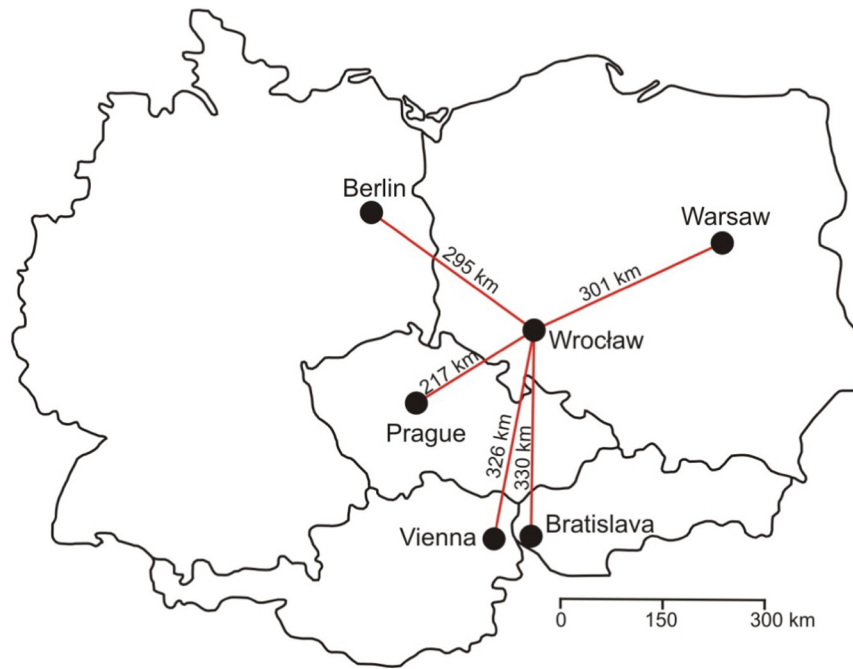 Berlin
Warsaw
295 km
301 km
Wrocław
217 km
Prague
326 km
330 km
Vienna
Bratislava
0 150 300 km